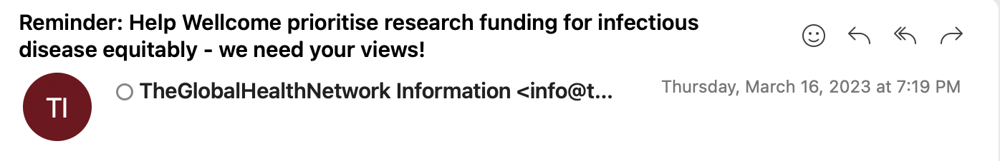 Reminder: Help Wellcome prioritise research funding for infectious
disease equitably - we need your views!
TI
TheGlobalHealthNetwork Information <info@t...
Thursday, March 16, 2023 at 7:19 PM